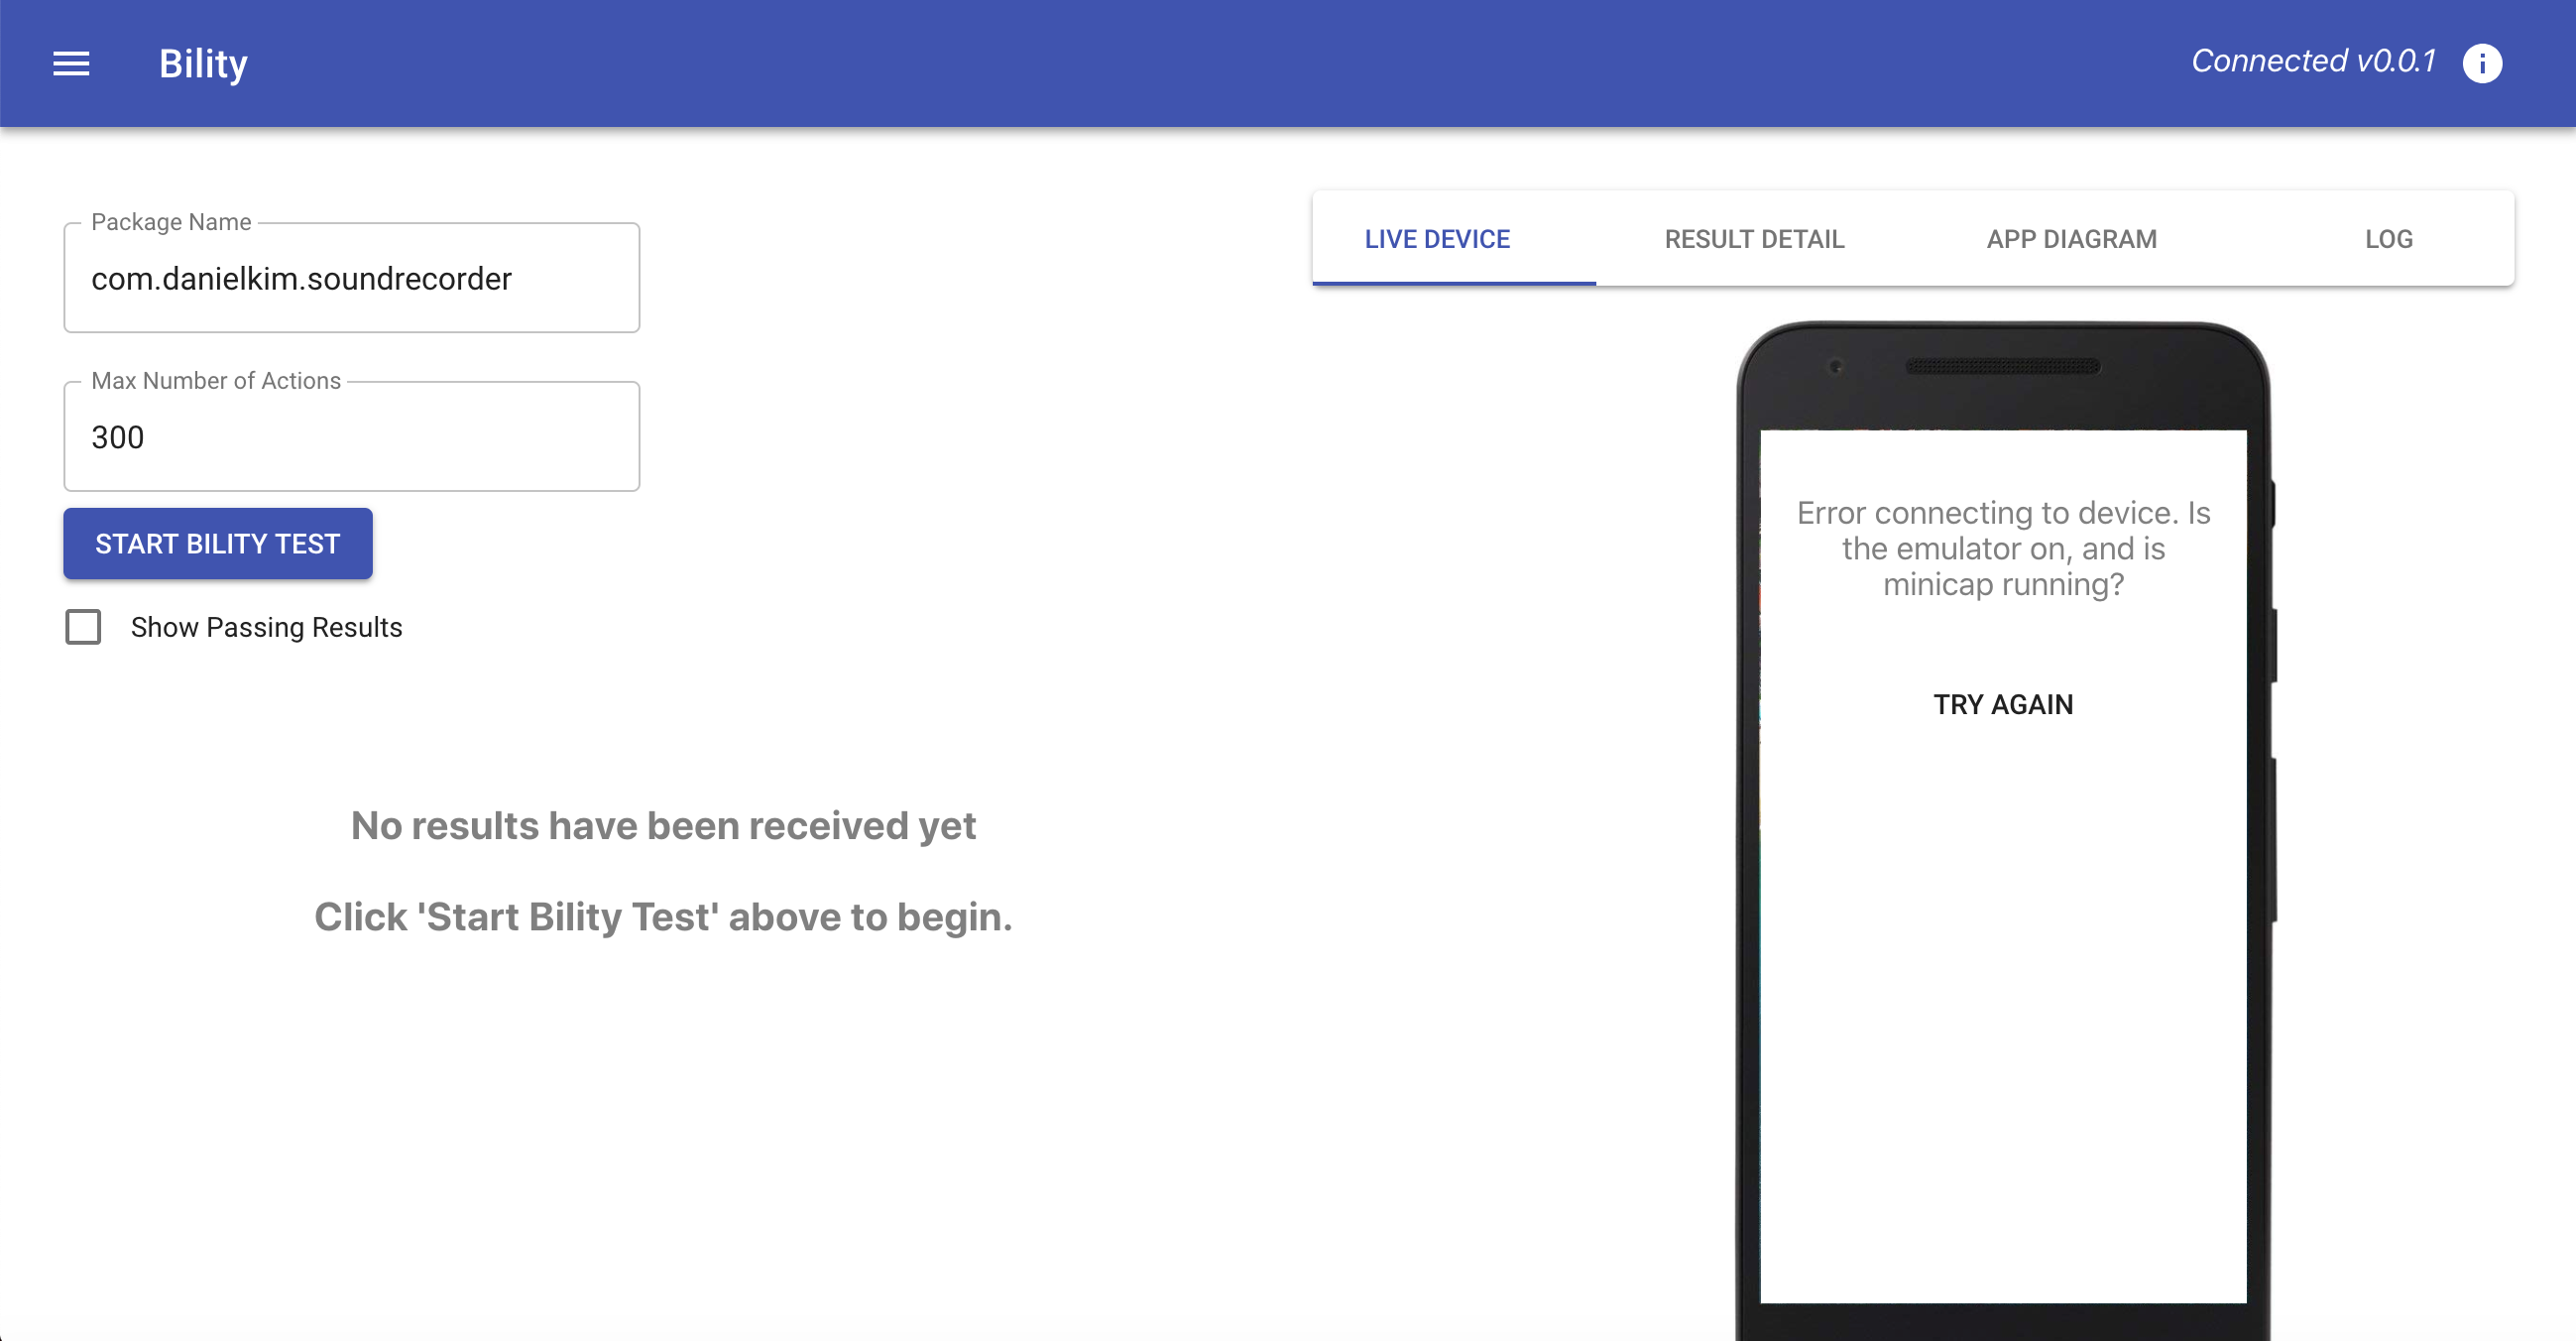 Bility
Connected v0.0.1
Package Name
com.danielkim.soundrecorder
Max Number of Actions
300
START BILITY TEST
Show Passing Results
No results have been received yet
Click 'Start Bility Test' above to begin.
LIVE DEVICE
RESULT DETAIL
APP DIAGRAM
LOG
Error connecting to device. Is
the emulator on, and is
minicap running?
TRY AGAIN